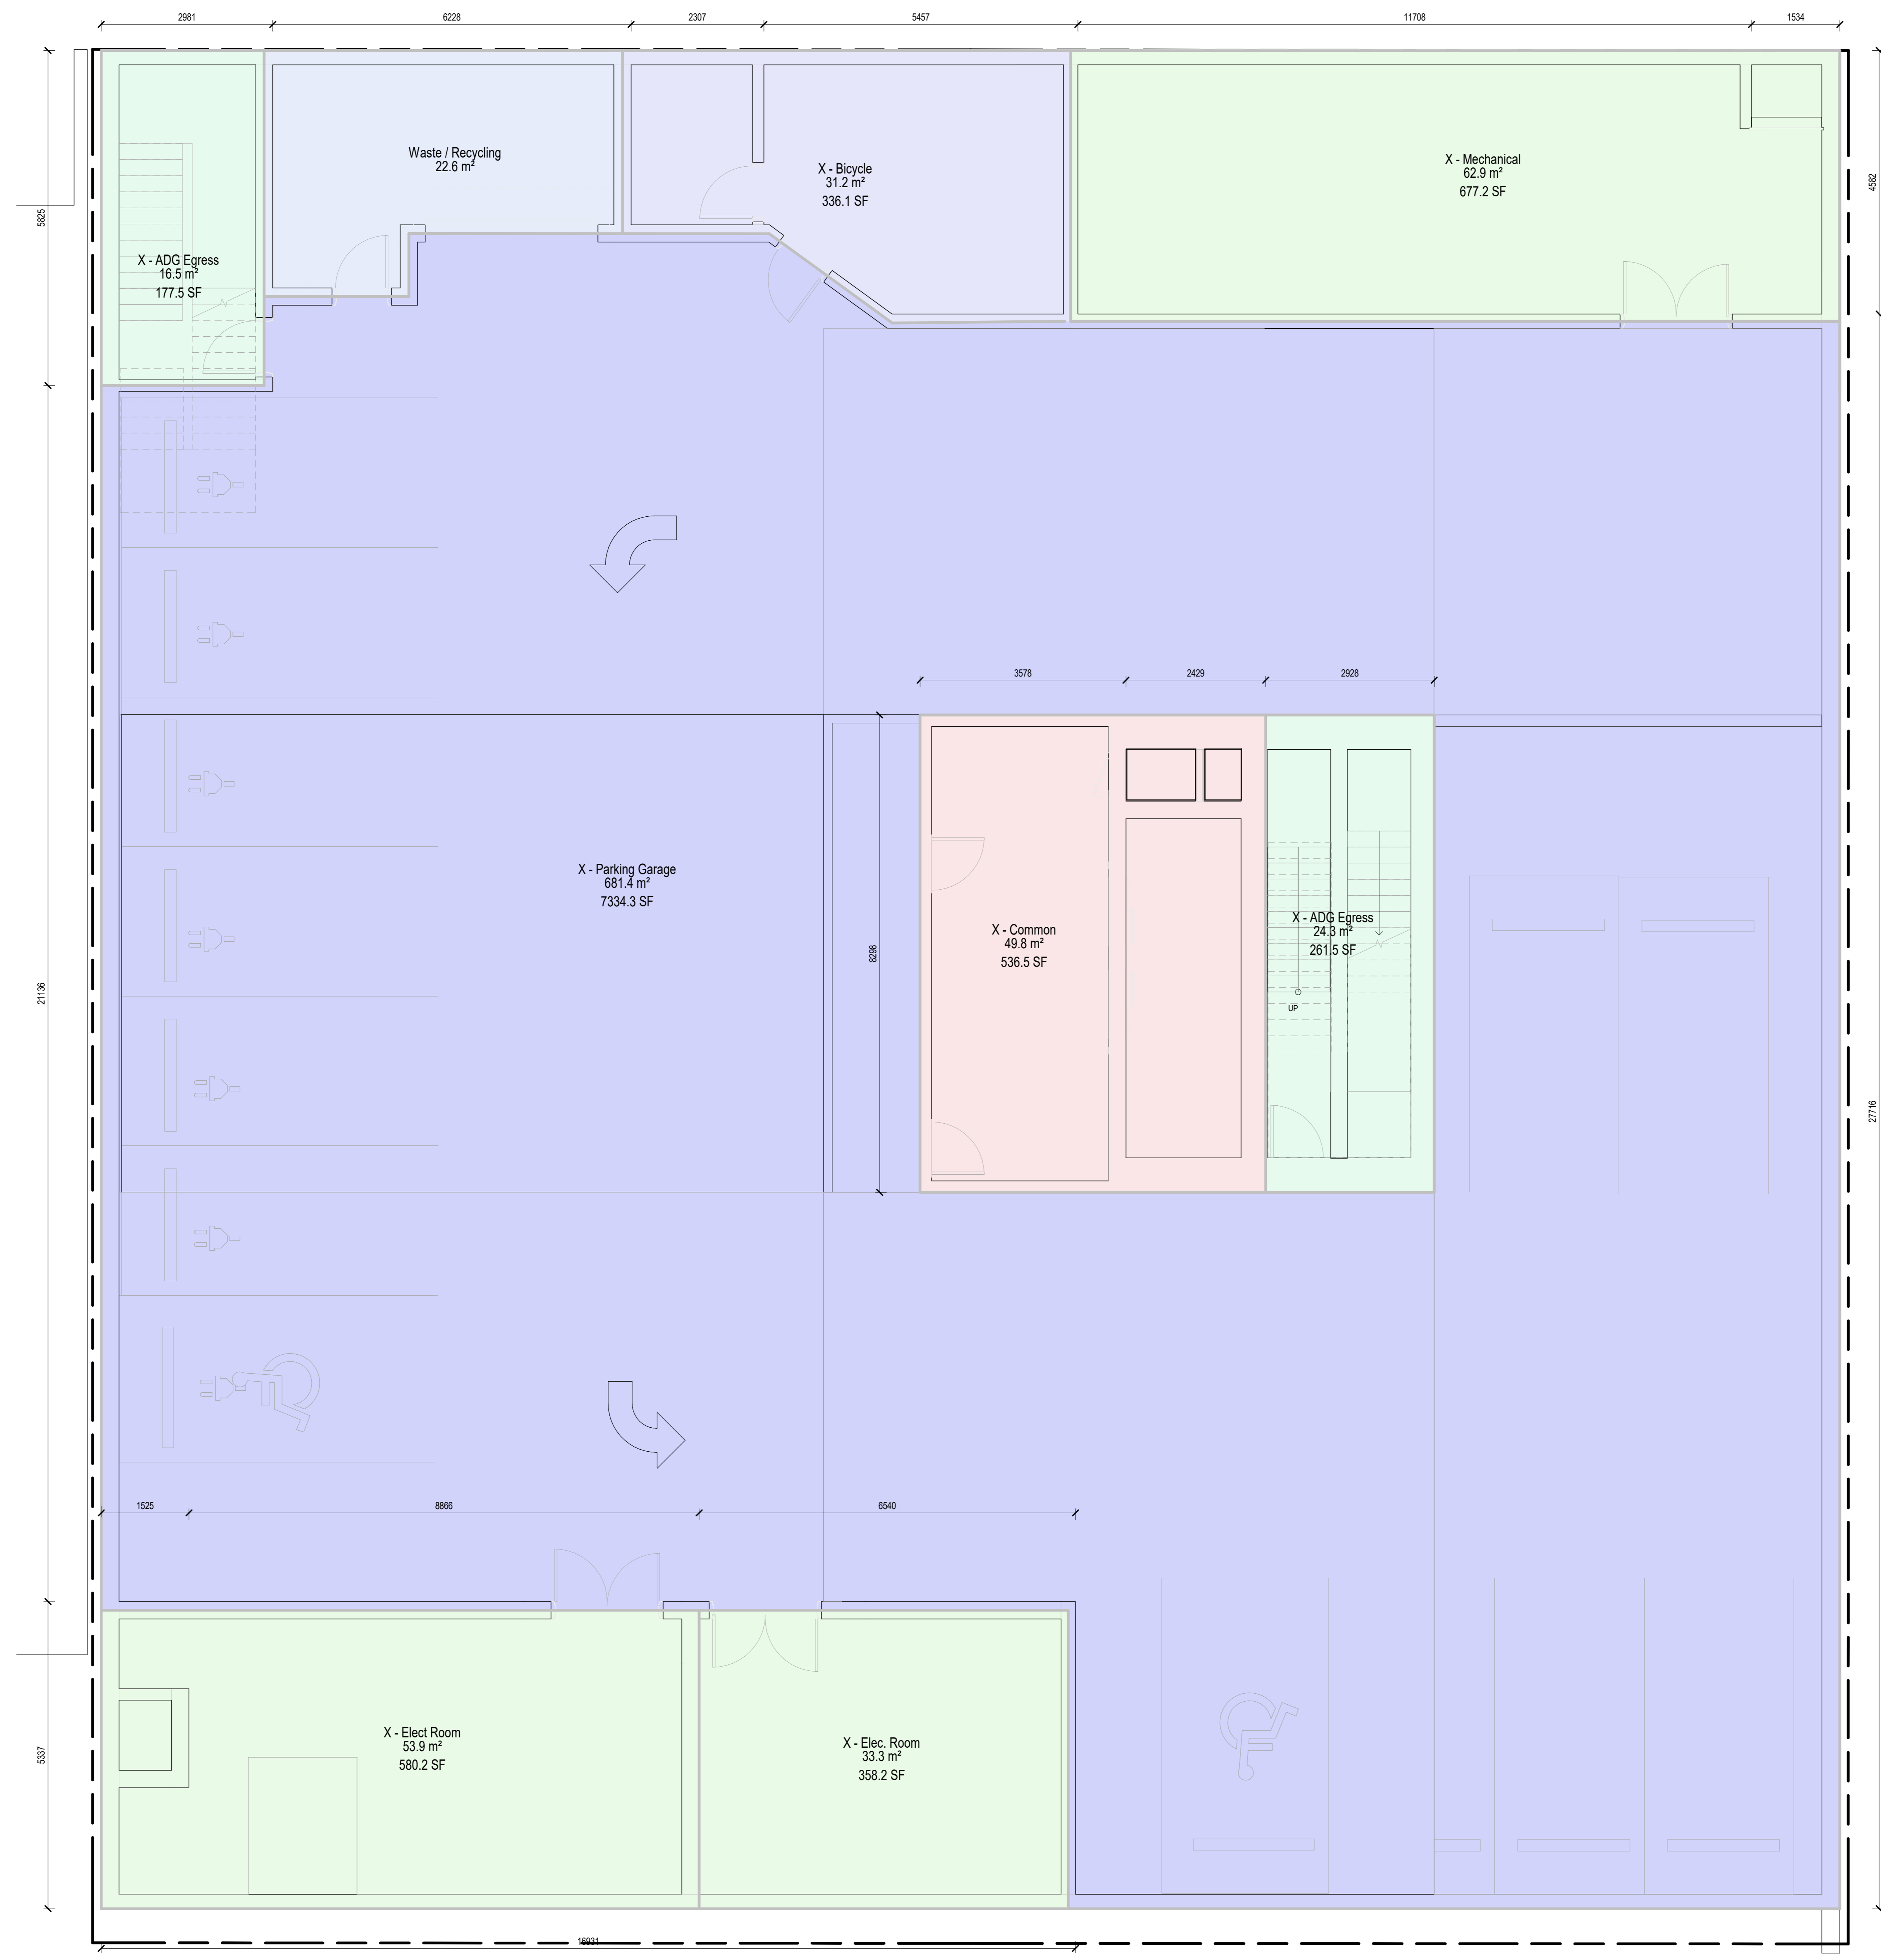 2981
6228
2307
5457
11708
1534
Waste / Recycling
22.6 m²
X - Bicycle
31.2 m²
336.1 SF
X - Mechanical
62.9 m²
677.2 SF
4582
5825
X - ADG Egress
16.5 m²
177.5 SF
3578
2429
2928
X - Parking Garage
681.4 m²
7334.3 SF
8298
X - Common
49.8 m²
536.5 SF
X - ADG Egress
24.3 m²
261.5 SF
UP
21136
27716
1525
8866
6540
X - Elect Room
53.9 m²
580.2 SF
X - Elec. Room
33.3 m²
358.2 SF
5337
16931